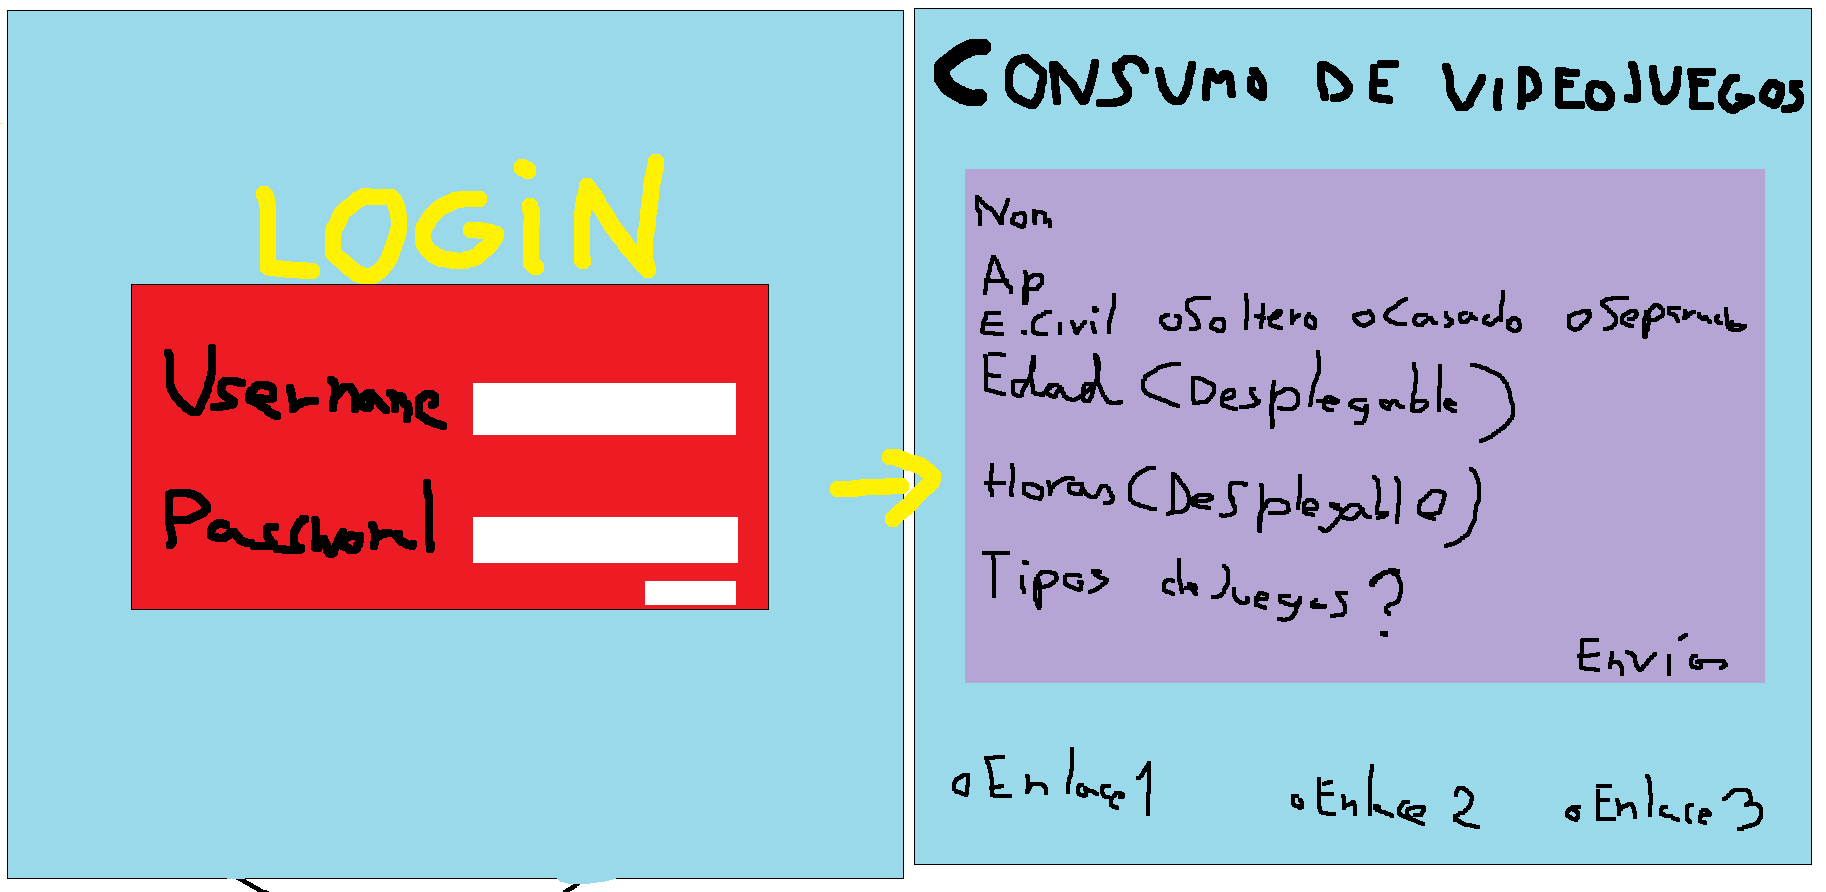 LOGiN
Username
Password
CONSUMO DE VIDEOJUEGOS
Nom
Ap
E.Civil oSoltero oCasado oSeparado
Edad (Desplegable)
Horas (Desplegable)
Tipos de Juegos?
Envía
oEnlace 1 oEnlace 2 oEnlace 3